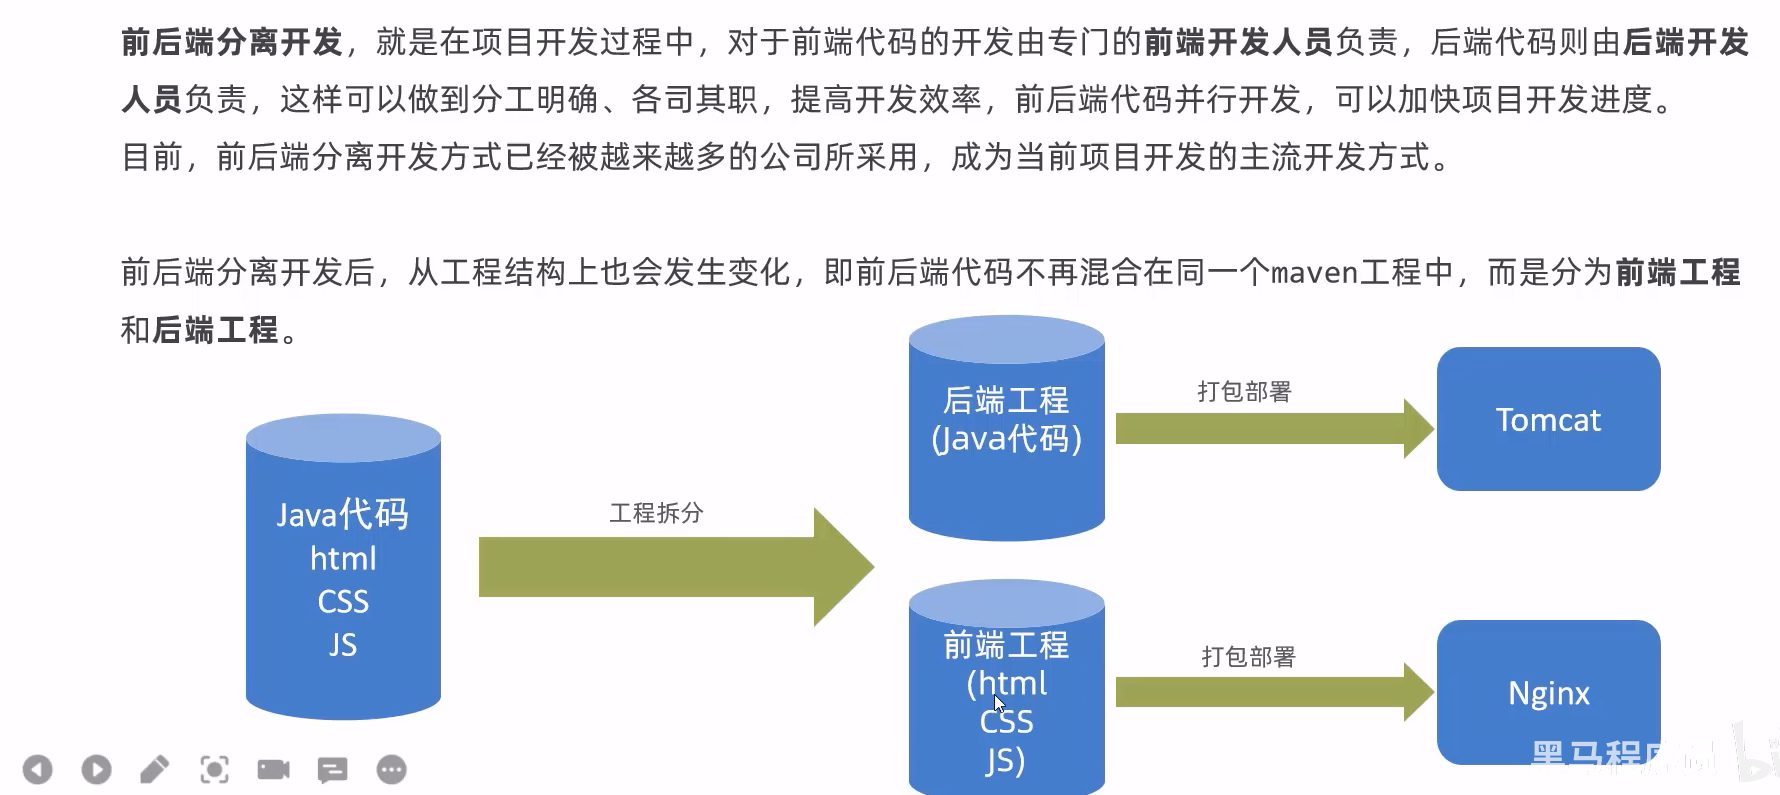 前后端分离开发，就是在项目开发过程中，对于前端代码的开发由专门的前端开发人员负责，后端代码则由后端开发
人员负责，这样可以做到分工明确、各司其职，提高开发效率，前后端代码并行开发，可以加快项目开发进度。
目前，前后端分离开发方式已经被越来越多的公司所采用，成为当前项目开发的主流开发方式。
前后端分离开发后，从工程结构上也会发生变化，即前后端代码不再混合在同一个maven工程中，而是分为前端工程
和后端工程。
Java代码
html
CSS
JS
工程拆分
后端工程
(Java代码)
打包部署
Tomcat
前端工程
(html
CSS
JS)
打包部署
Nginx
黑马程序员